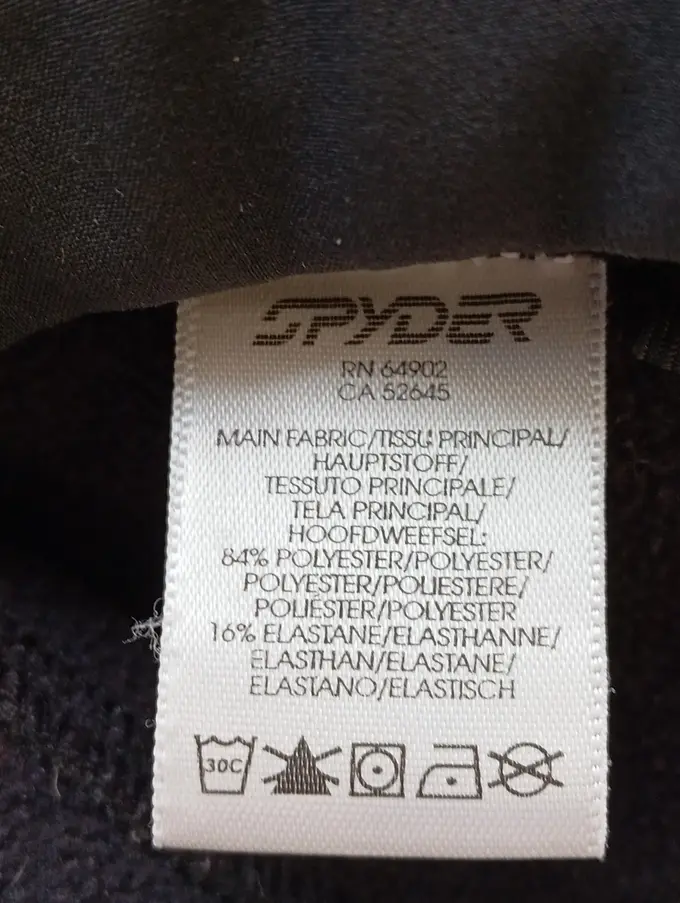 SPYDER
RN 64902
CA 52645
MAIN FABRIC/TISSU PRINCIPAL/
HAUPTSTOFF/
TESSUTO PRINCIPALE/
TELA PRINCIPAL/
HOOFDWEEFSEL:
84% POLYESTER/POLYESTER/
POLYESTER/POLIESTERE/
POLIÉSTER/POLYESTER
16% ELASTANE/ELASTHANNE/
ELASTHAN/ELASTANE/
ELASTANO/ELASTISCH
30C